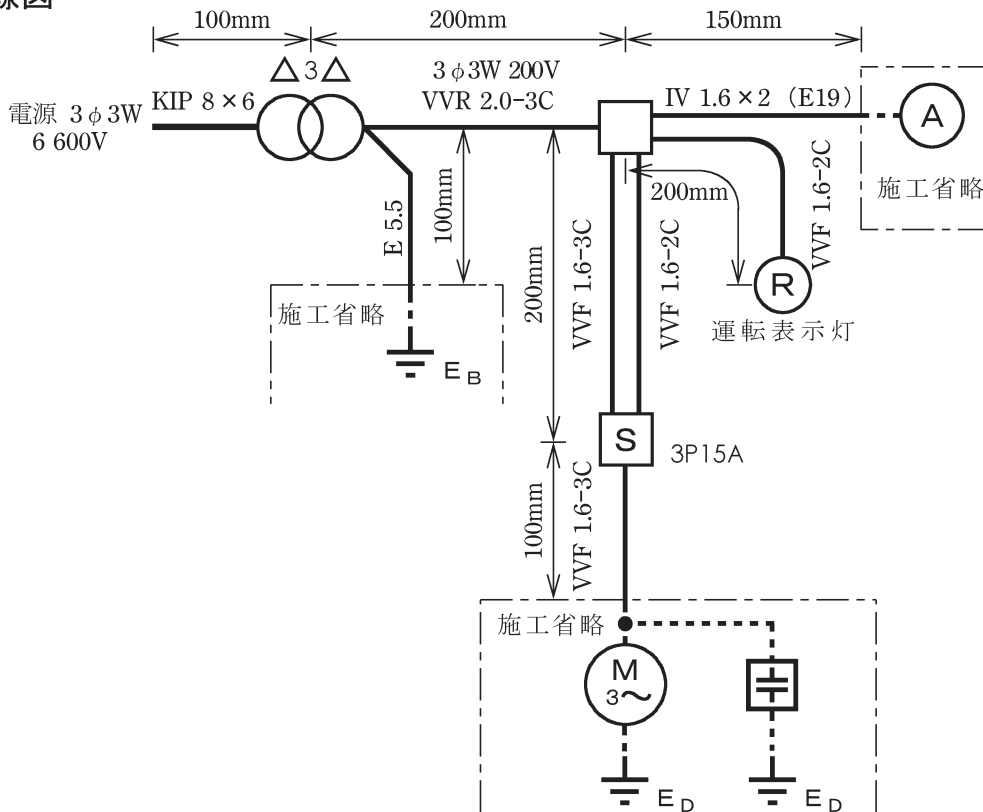 線図
100mm
200mm
150mm
△3△
電源 3φ3W
6 600V
KIP 8×6
3φ3W 200V
VVR 2.0-3C
IV 1.6×2 (E19)
A
施工省略
E 5.5
100mm
200mm
VVF 1.6-2C
R
運転表示灯
施工省略
EB
200mm
VVF 1.6-3C
VVF 1.6-2C
S
3P15A
100mm
VVF 1.6-3C
施工省略
M
3~
ED
ED